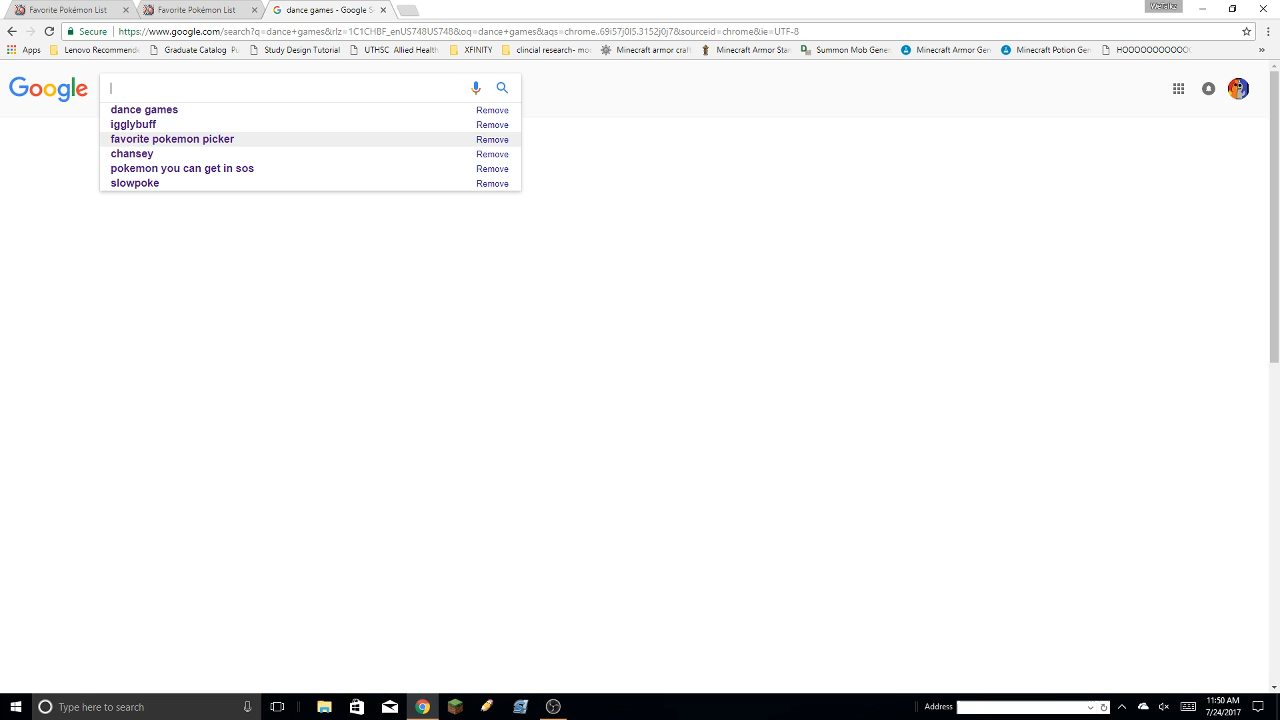 Favorite Pokémon List
Favorite Pokémon List
dance games - Google S
Secure
https://www.google.com/search?q=dance+games&rlz=1C1CHBF_enUS748US748&oq=dance+games&aqs=chrome..69i57j0l5.3152j0j7&sourceid=chrome&ie=UTF-8
Apps Lenovo Recommend Graduate Catalog Study Design Tutorial UTHSC Allied Healt XFINITY clincial research- mo Minecraft armor craft Minecraft Armor Stan Summon Mob Gene Minecraft Armor Gen Minecraft Potion Gen HOOOOOOOOOOO
Google
dance games Remove
igglybuff Remove
favorite pokemon picker Remove
chansey Remove
pokemon you can get in sos Remove
slowpoke Remove
Type here to search
Address
11:50 AM
7/24/2017